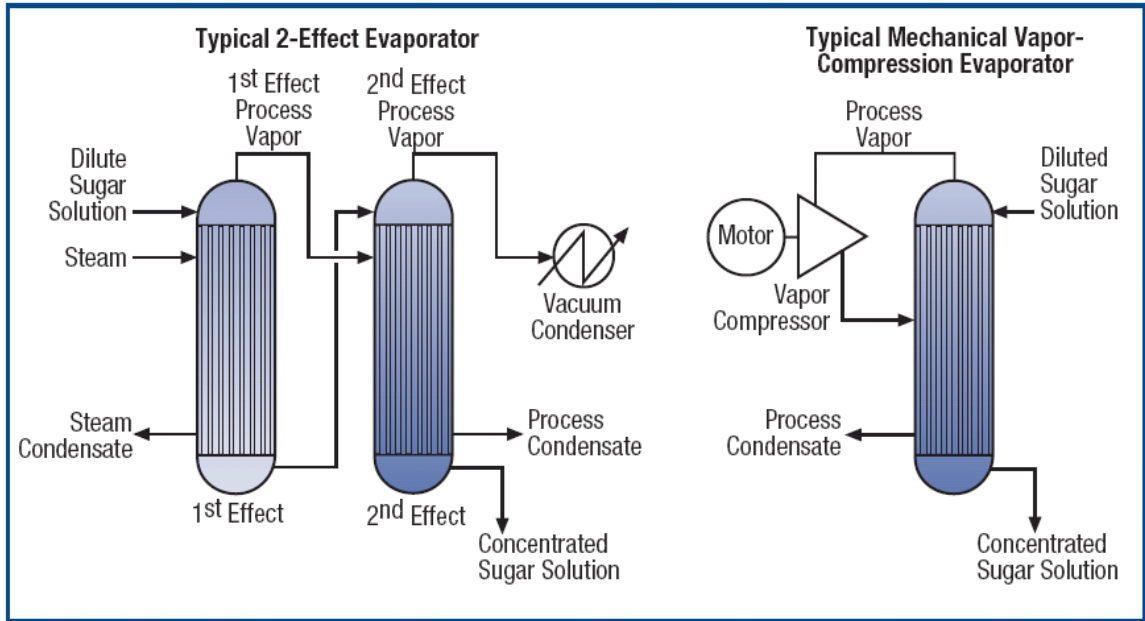 Typical 2-Effect Evaporator
1st Effect
Process
Vapor
2nd Effect
Process
Vapor
Dilute
Sugar
Solution
Steam
Vacuum
Condenser
Steam
Condensate
Process
Condensate
1st Effect
2nd Effect
Concentrated
Sugar Solution
Typical Mechanical Vapor-
Compression Evaporator
Process
Vapor
Diluted
Sugar
Solution
Motor
Vapor
Compressor
Process
Condensate
Concentrated
Sugar Solution